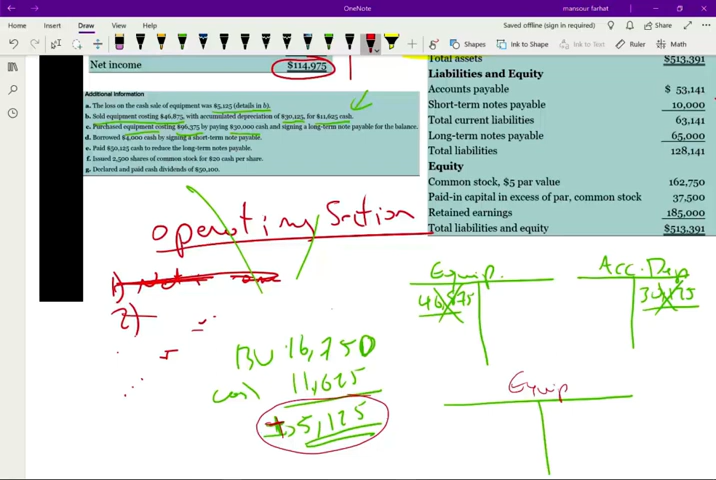 OneNote
mansour farhat
Home Insert Draw View Help
Saved offline (sign in required)
Share
Shapes Ink to Shape Ink to Text Ruler Math
Net income $114,975
Additional Information
a. The loss on the cash sale of equipment was $5,125 (details in b).
b. Sold equipment costing $46,875, with accumulated depreciation of $30,125, for $11,625 cash.
c. Purchased equipment costing $96,375 by paying $30,000 cash and signing a long-term note payable for the balance.
d. Borrowed $4,000 cash by signing a short-term note payable.
e. Paid $50,125 cash to reduce the long-term notes payable.
f. Issued 2,500 shares of common stock for $20 cash per share.
g. Declared and paid cash dividends of $50,1
Total assets $513,391
Liabilities and Equity
Accounts payable $ 53,141
Short-term notes payable 10,000
Total current liabilities 63,141
Long-term notes payable 65,000
Total liabilities 128,141
Equity
Common stock, $5 par value 162,750
Paid-in capital in excess of par, common stock 37,500
Retained earnings 185,000
Total liabilities and equity $513,391
operating Section
1)
2)
BV 16,750
cash 11,625
5,125
Equip.
46,875
Acc. Dep
Equip